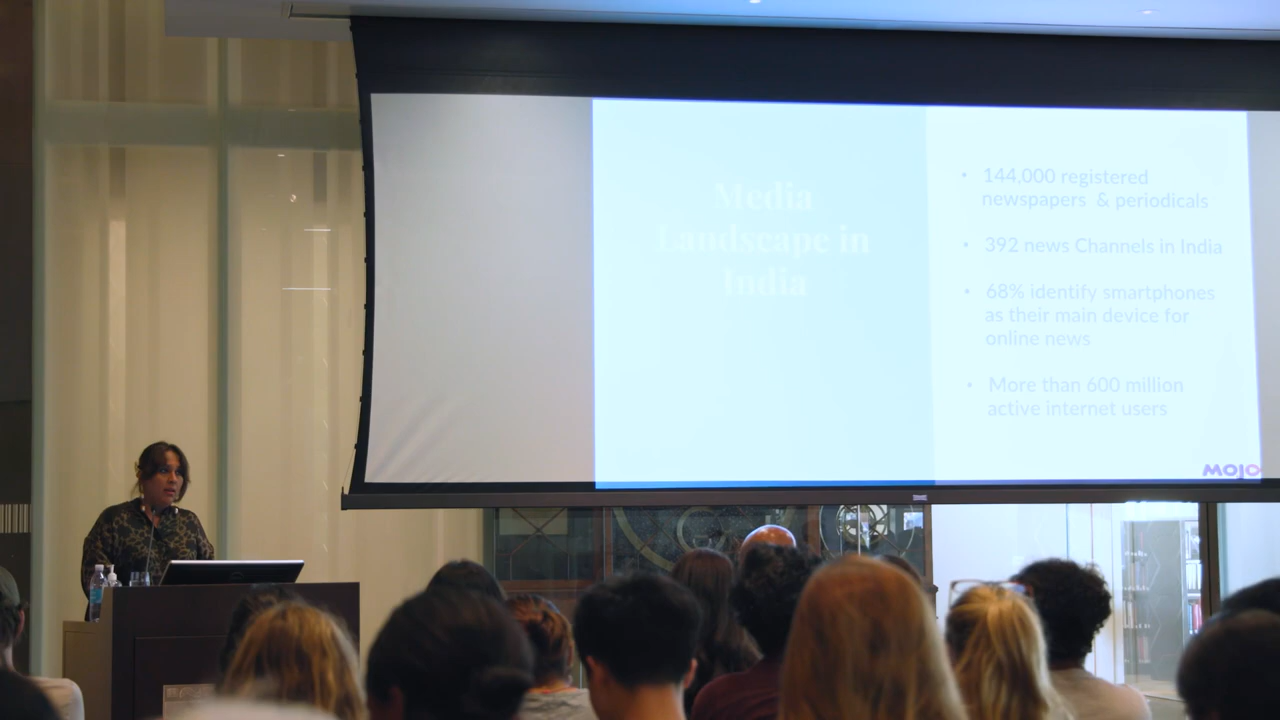 Media
Landscape in
India
• 144,000 registered
newspapers & periodicals
• 392 news Channels in India
• 68% identify smartphones
as their main device for
online news
• More than 600 million
active internet users
MOJO